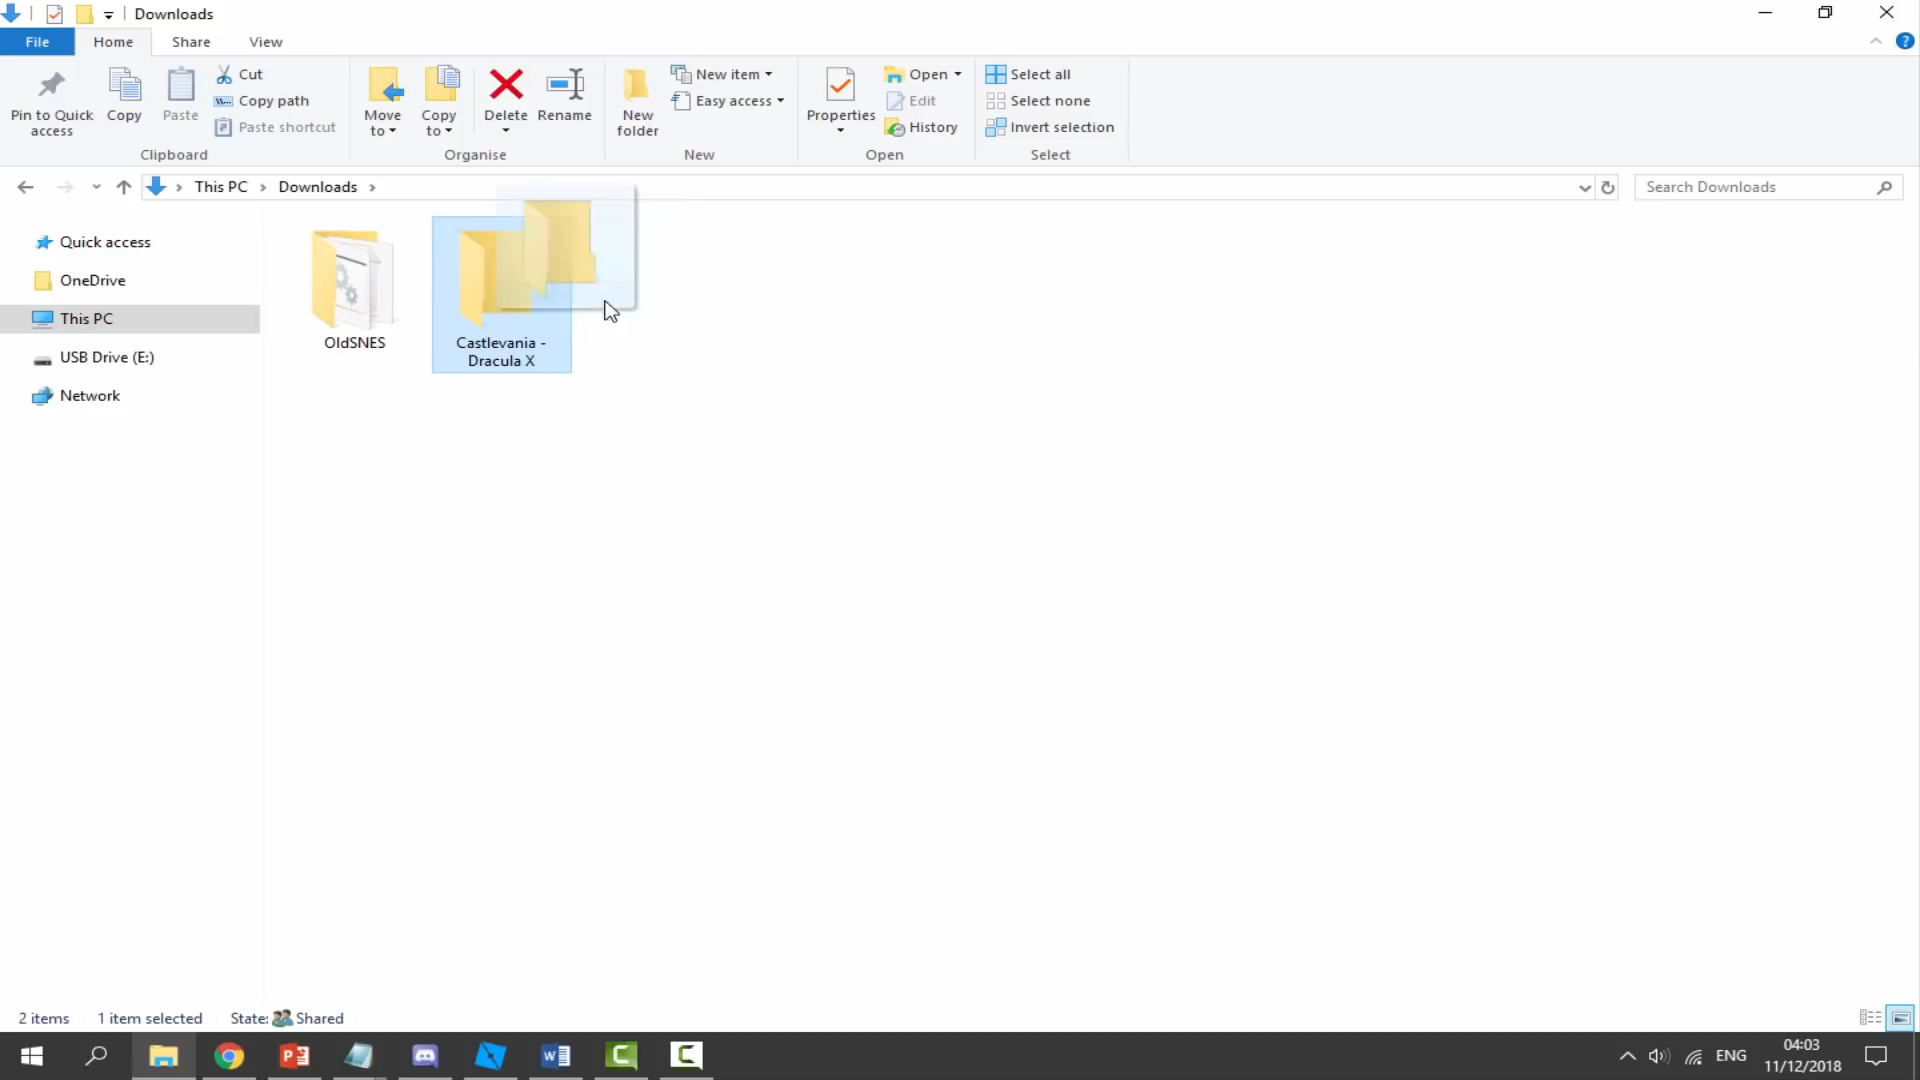 Downloads
File Home Share View
Pin to Quick access
Copy
Paste
Cut
Copy path
Paste shortcut
Clipboard
Move to
Copy to
Delete
Rename
Organise
New folder
New item
Easy access
New
Properties
Open
Edit
History
Open
Select all
Select none
Invert selection
Select
This PC Downloads
Search Downloads
Quick access
OneDrive
This PC
USB Drive (E:)
Network
OldSNES
Castlevania -
Dracula X
2 items 1 item selected State: Shared
ENG
04:03
11/12/2018